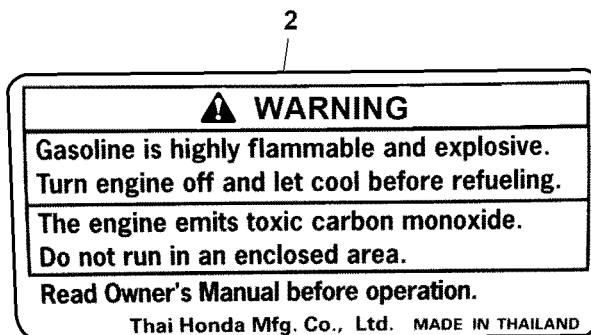 2
WARNING
Gasoline is highly flammable and explosive.
Turn engine off and let cool before refueling.
The engine emits toxic carbon monoxide.
Do not run in an enclosed area.
Read Owner's Manual before operation.
Thai Honda Mfg. Co., Ltd. MADE IN THAILAND